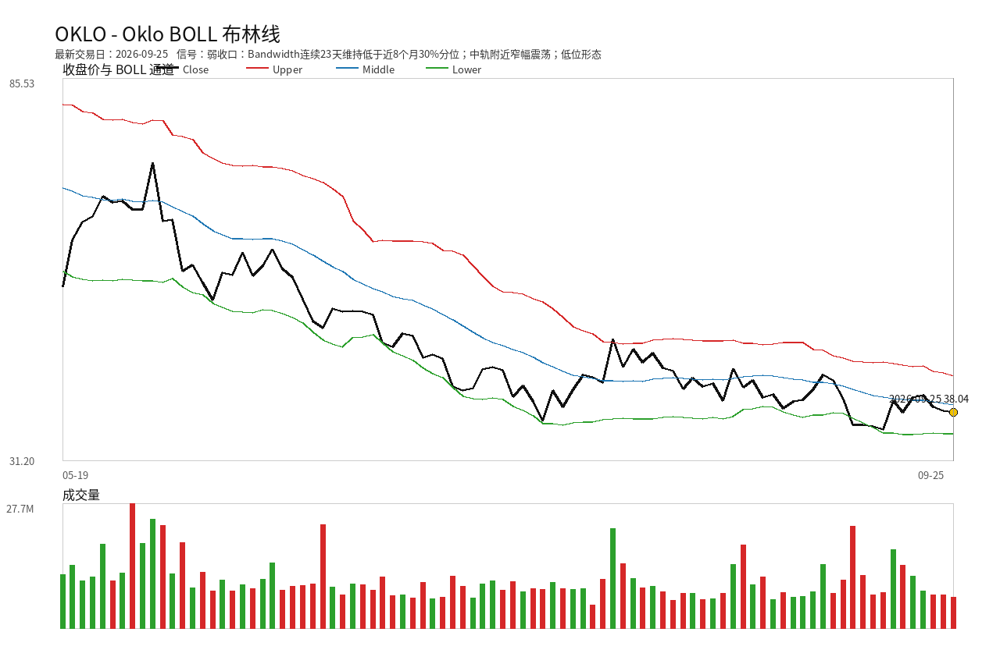 OKLO - Oklo BOLL 布林线
最新交易日：2026-09-25 信号：弱收口：Bandwidth连续23天维持低于近8个月30%分位；中轨附近窄幅震荡；低位形态
收盘价与 BOLL 通道 Close Upper Middle Lower
85.53
2026-09-25 38.04
31.20
05-19 09-25
成交量
27.7M